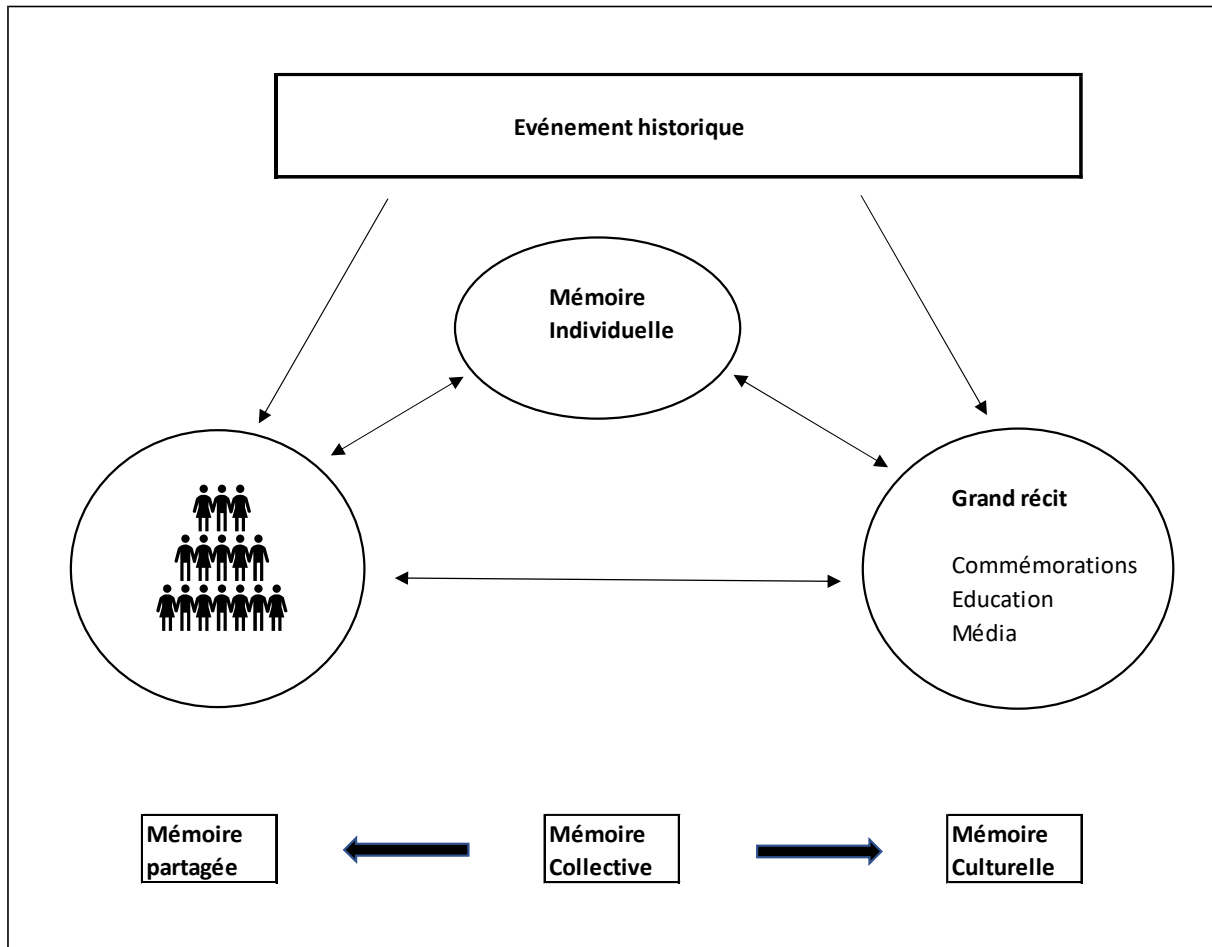 Evénement historique
Mémoire
Individuelle
Grand récit
Commémorations
Education
Média
Mémoire
partagée
Mémoire
Collective
Mémoire
Culturelle